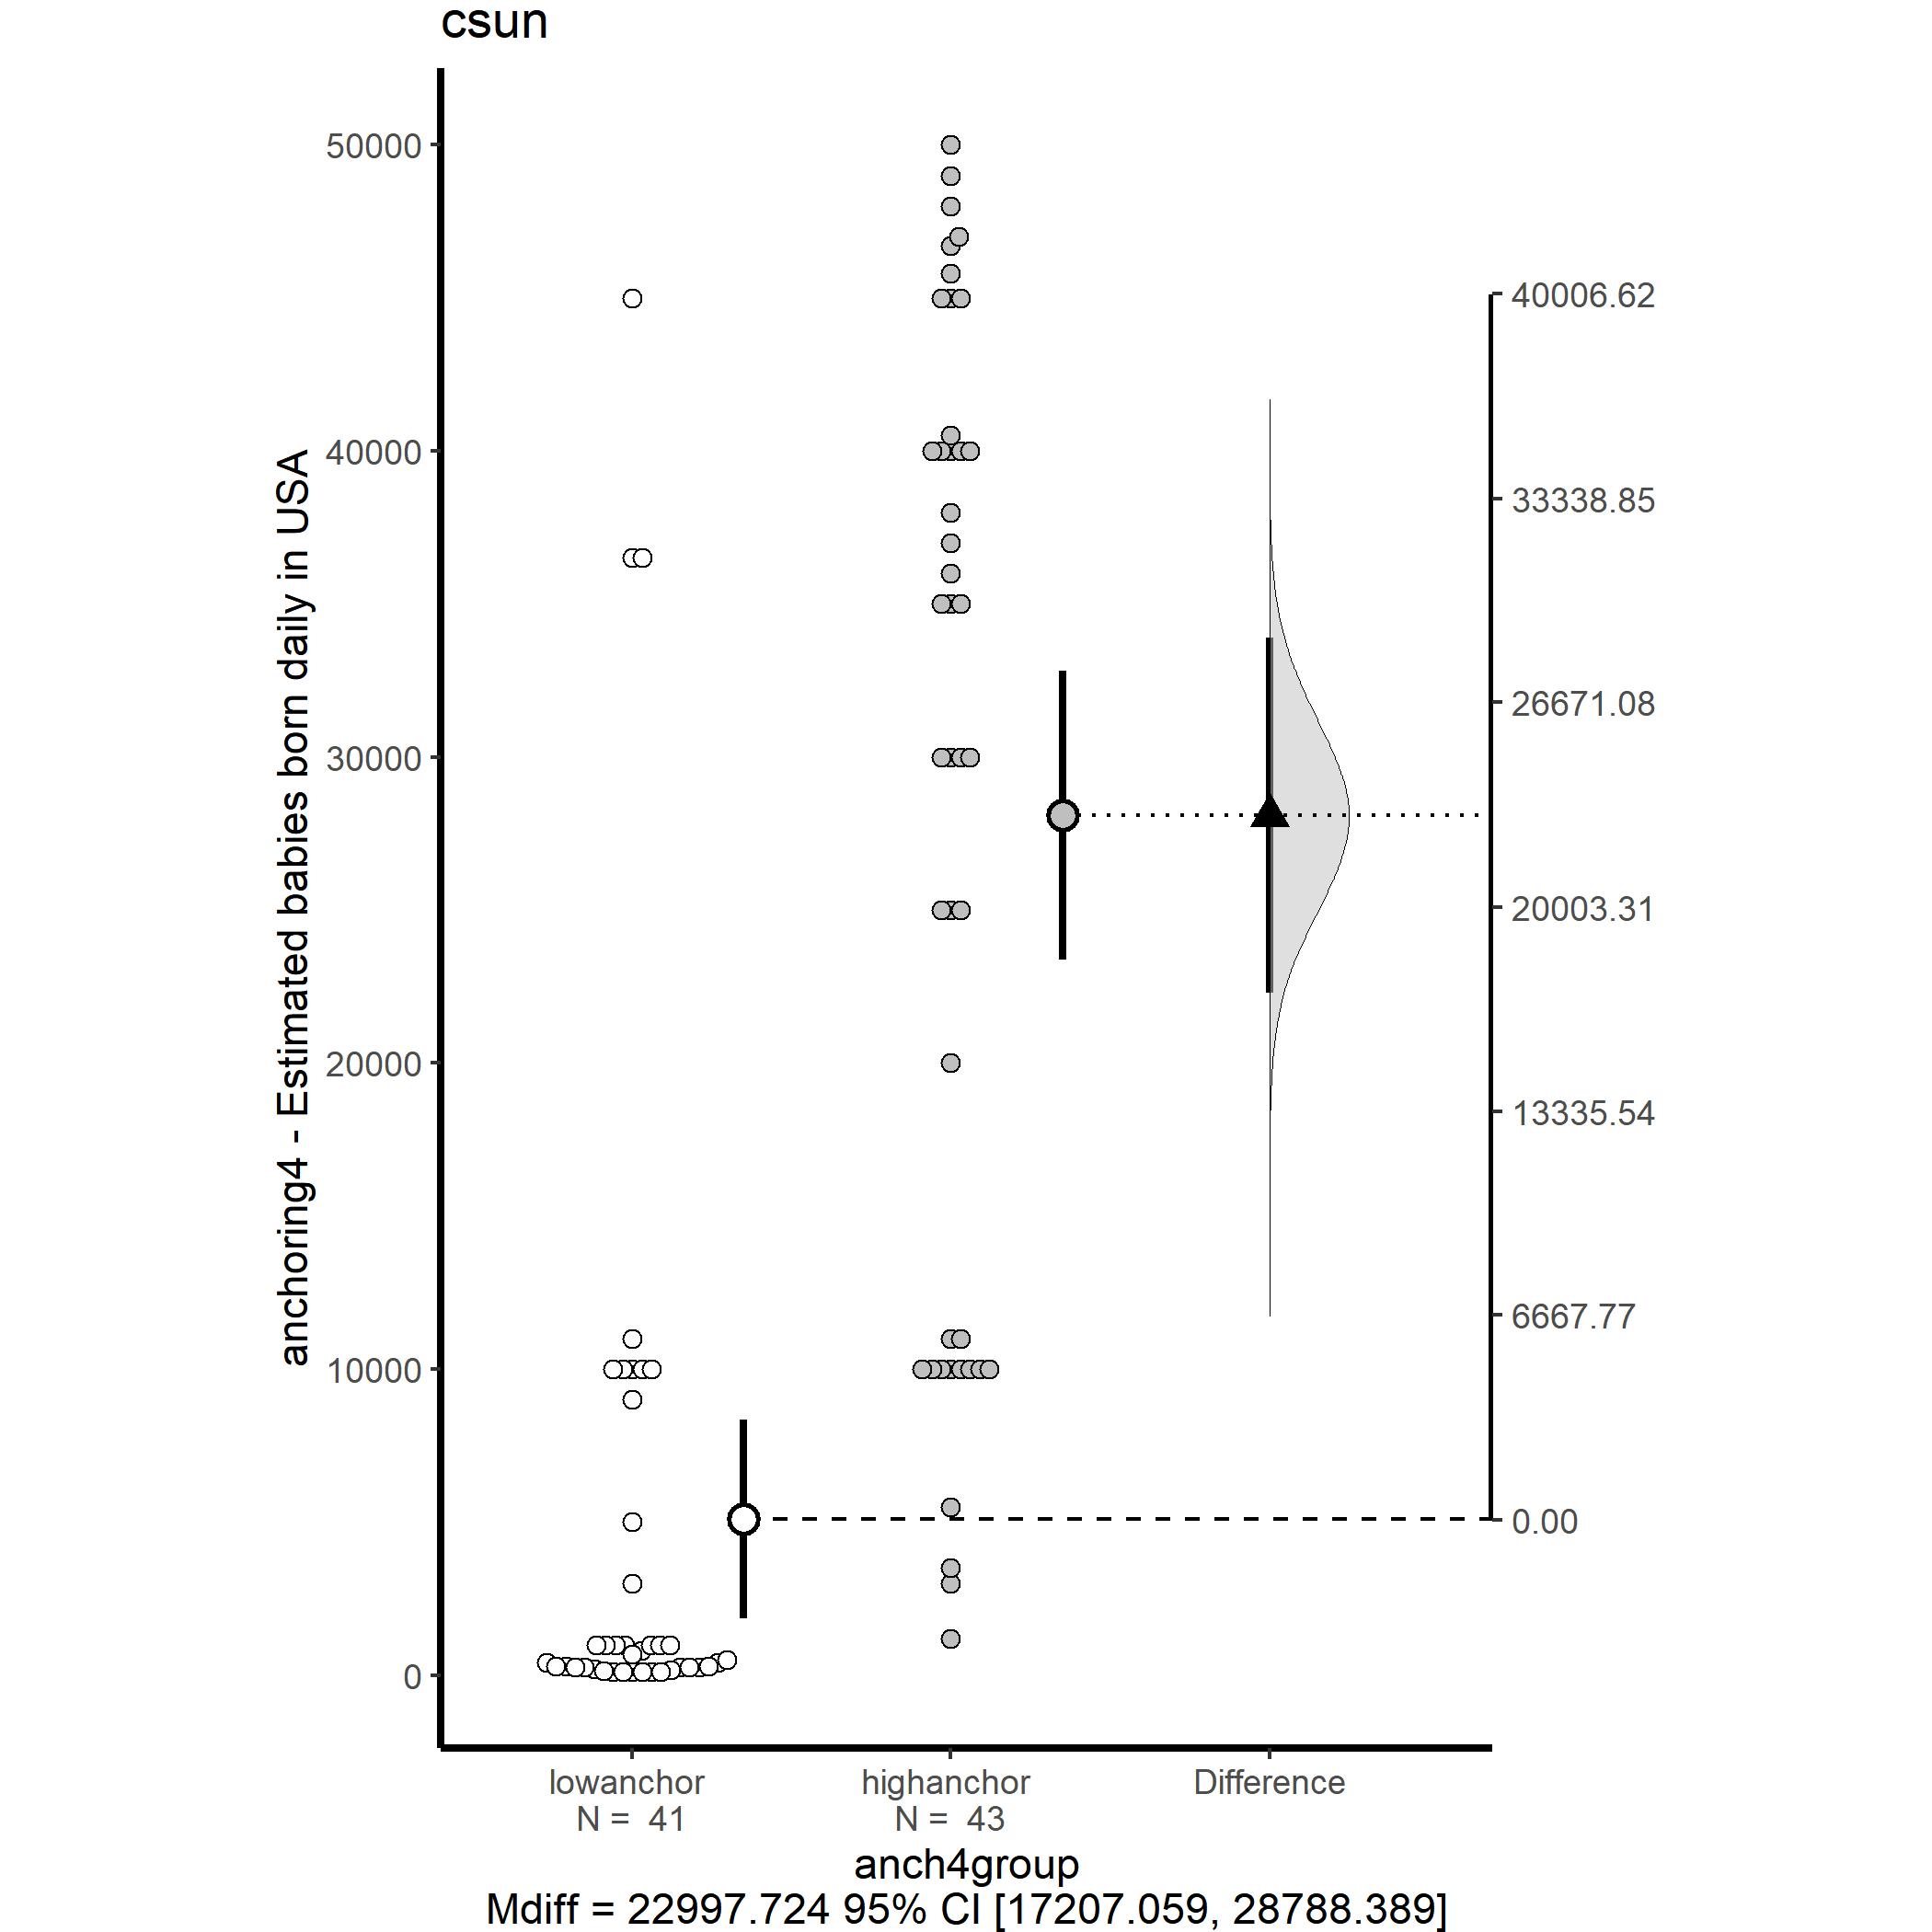 csun
anchoring4 - Estimated babies born daily in USA
50000
40000
30000
20000
10000
0
40006.62
33338.85
26671.08
20003.31
13335.54
6667.77
0.00
lowanchor
N =  41
highanchor
N =  43
Difference
anch4group
Mdiff = 22997.724 95% CI [17207.059, 28788.389]